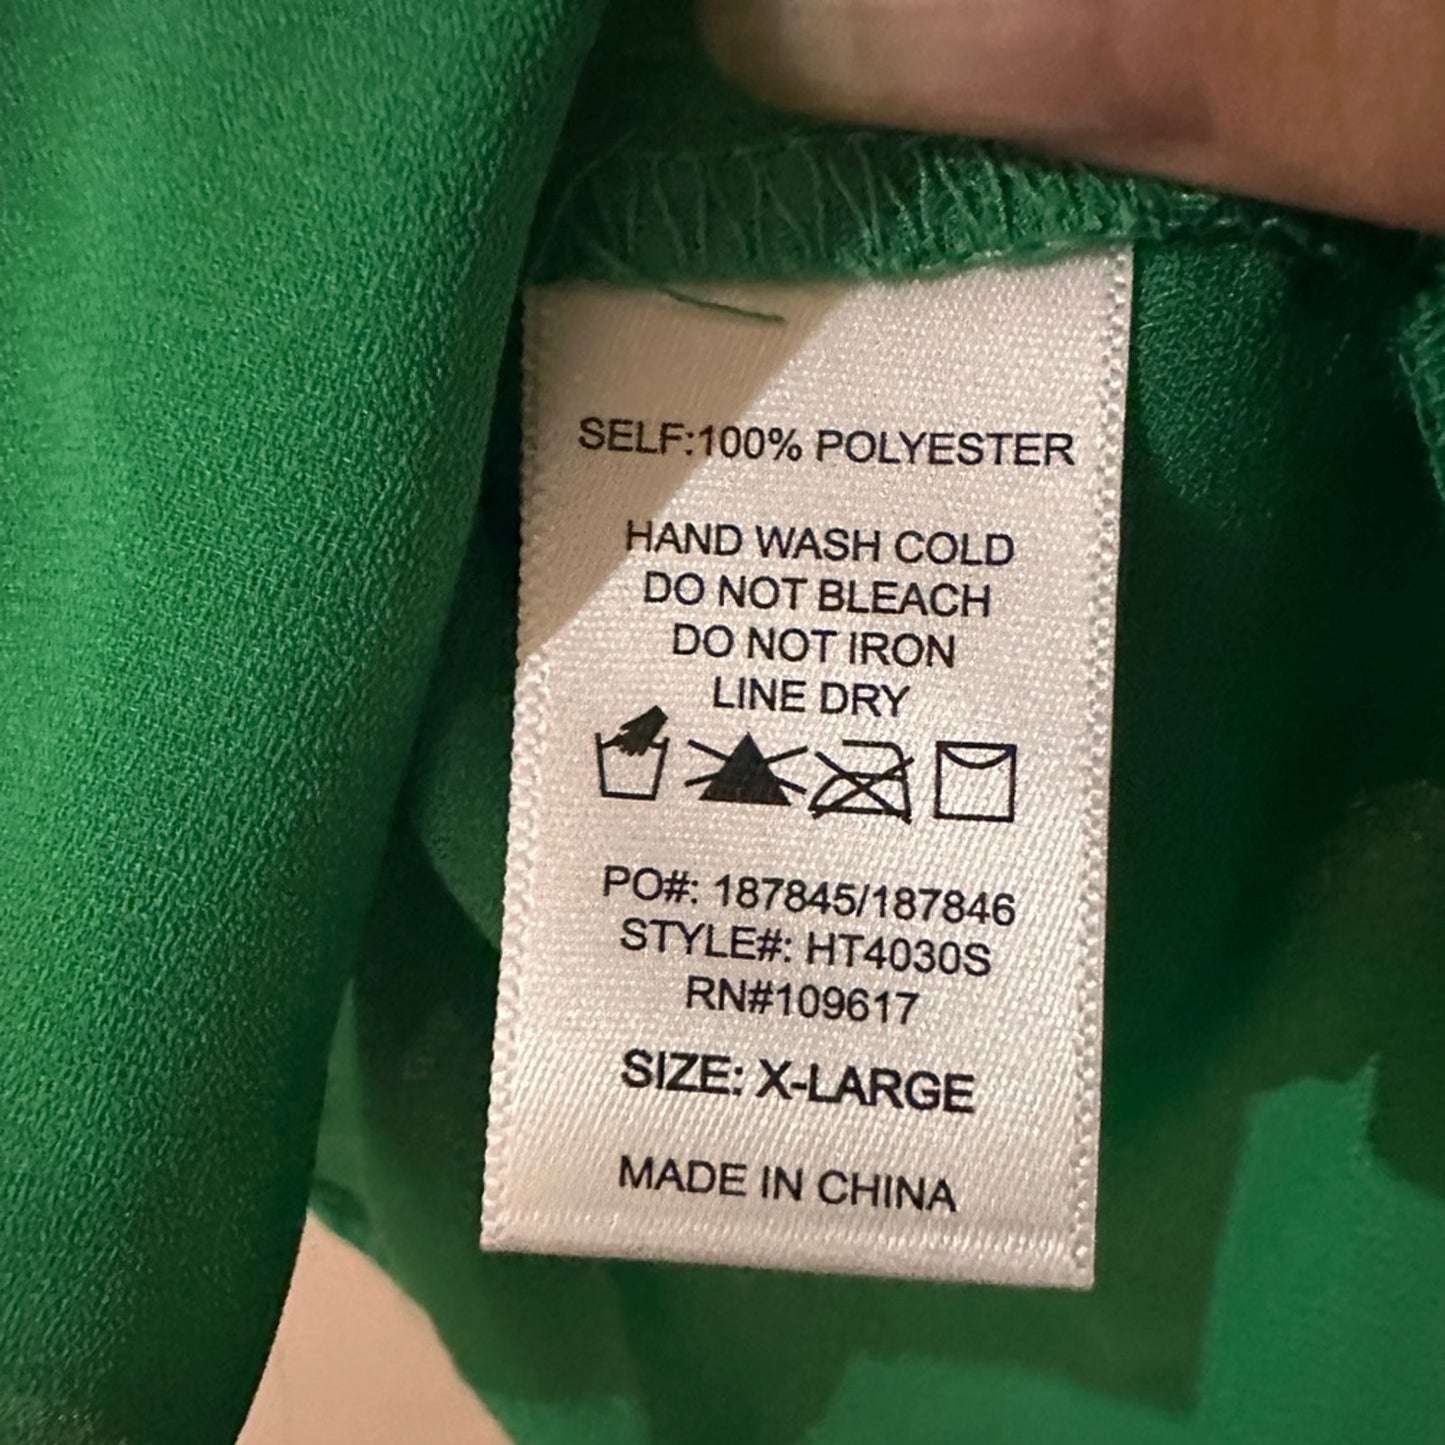 SELF:100% POLYESTER
HAND WASH COLD
DO NOT BLEACH
DO NOT IRON
LINE DRY
PO#: 187845/187846
STYLE#: HT4030S
RN#109617
SIZE: X-LARGE
MADE IN CHINA